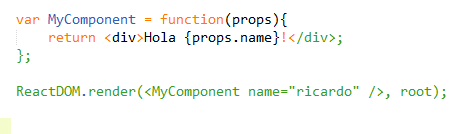 var MyComponent = function(props){
    return <div>Hola {props.name}!</div>;
};
ReactDOM.render(<MyComponent name="ricardo" />, root);